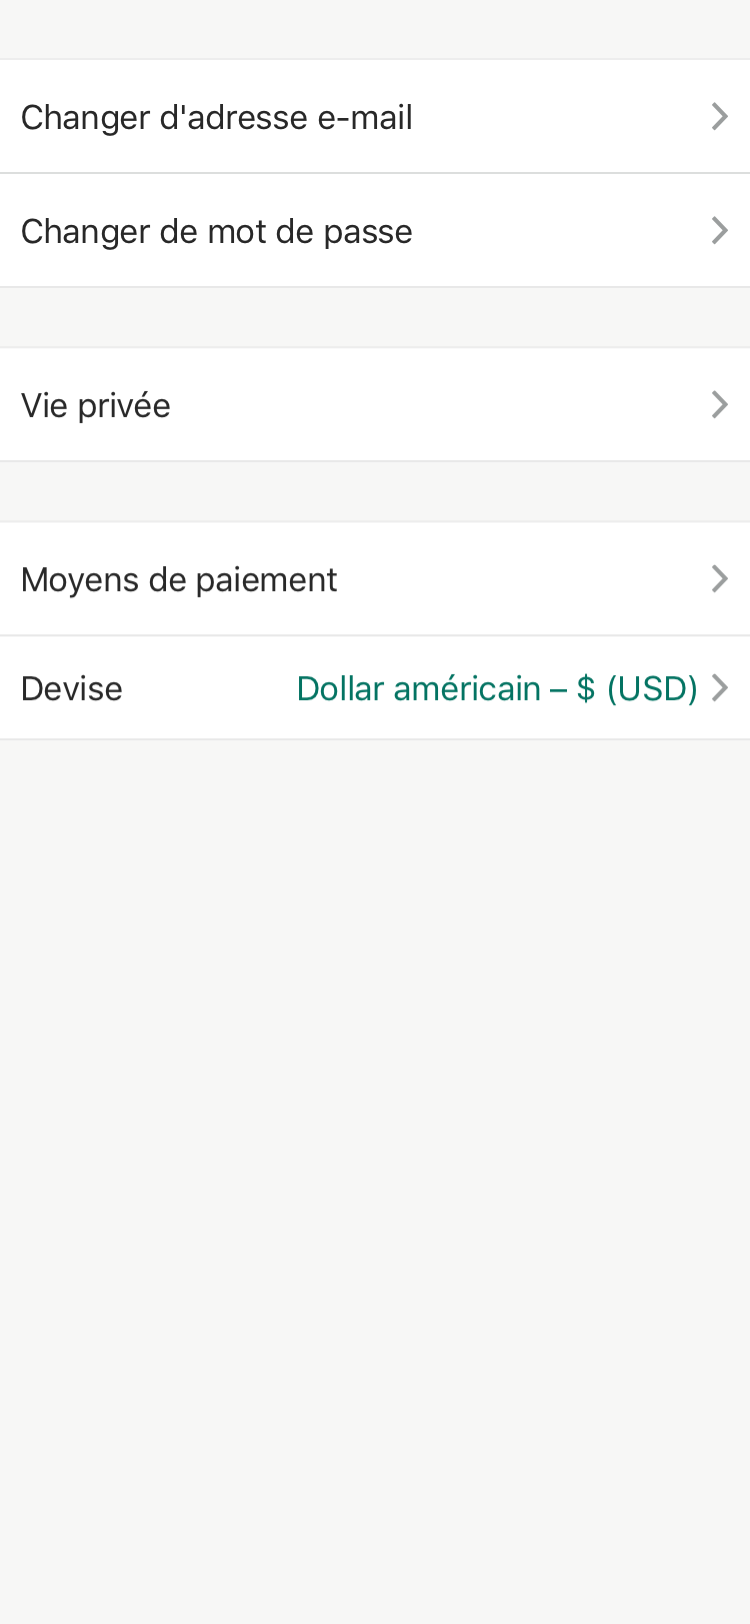 Changer d'adresse e-mail
Changer de mot de passe
Vie privée
Moyens de paiement
Devise Dollar américain – $ (USD)